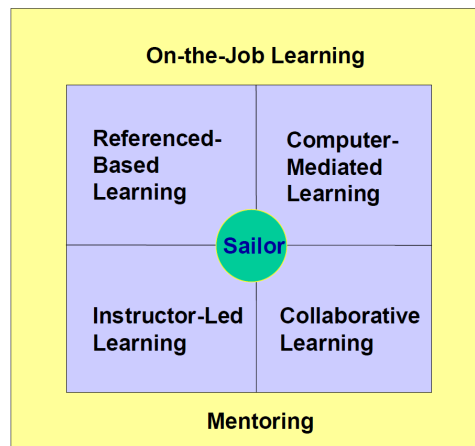 On-the-Job Learning
Referenced-
Based
Learning
Computer-
Mediated
Learning
Sailor
Instructor-Led
Learning
Collaborative
Learning
Mentoring